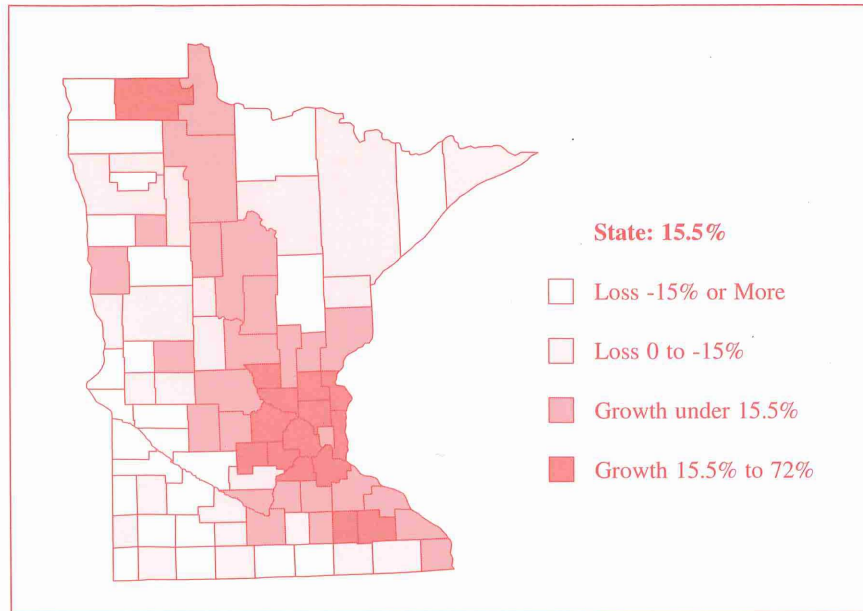 State: 15.5%
Loss -15% or More
Loss 0 to -15%
Growth under 15.5%
Growth 15.5% to 72%